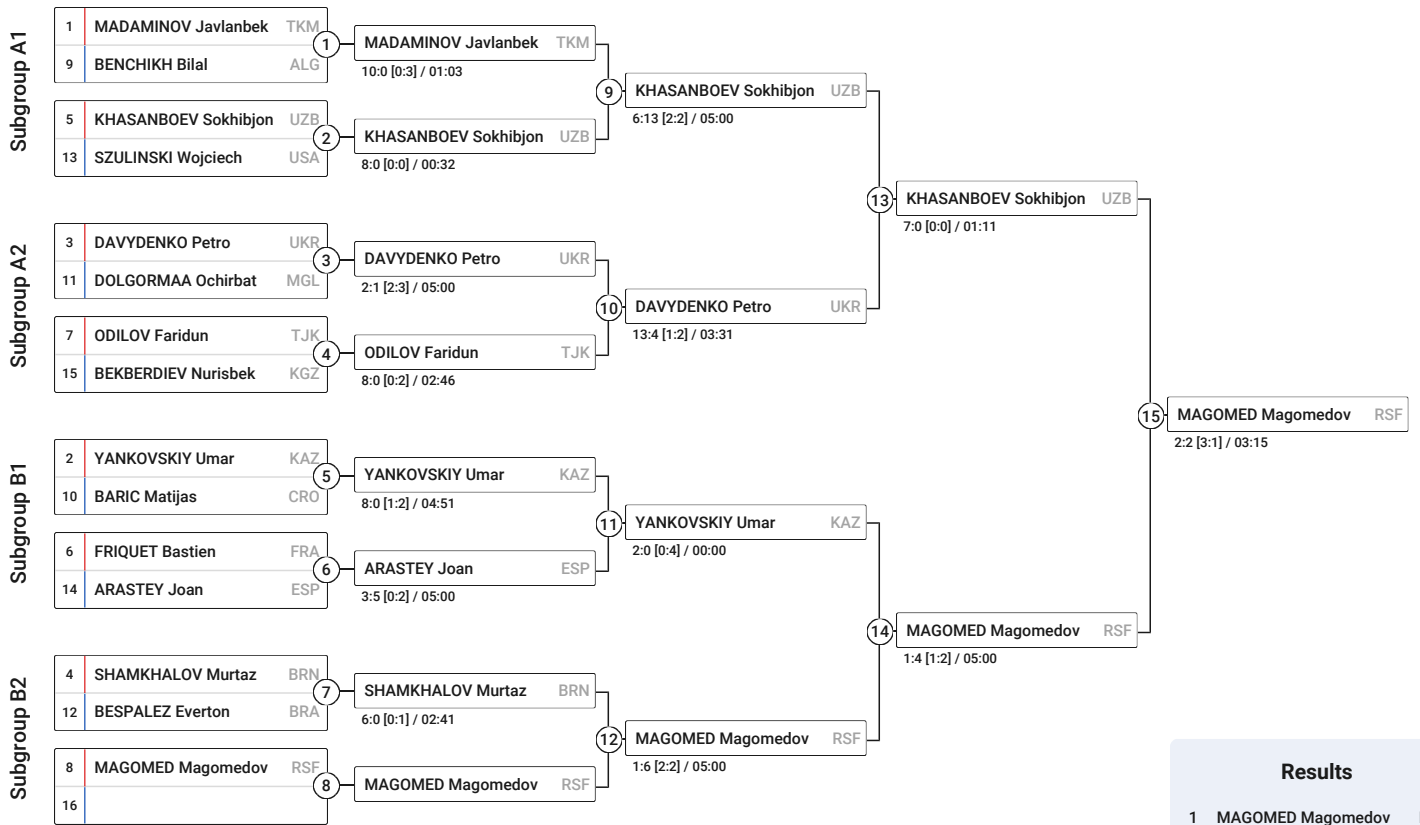 Subgroup A1
1 MADAMINOV Javlanbek TKM
9 BENCHIKH Bilal ALG
1
5 KHASANBOEV Sokhibjon UZB
13 SZULINSKI Wojciech USA
2
Subgroup A2
3 DAVYDENKO Petro UKR
11 DOLGORMAA Ochirbat MGL
3
7 ODILOV Faridun TJK
15 BEKBERDIEV Nurisbek KGZ
4
Subgroup B1
2 YANKOVSKIY Umar KAZ
10 BARIC Matijas CRO
5
6 FRIQUET Bastien FRA
14 ARASTEY Joan ESP
6
Subgroup B2
4 SHAMKHALOV Murtaz BRN
12 BESPALEZ Everton BRA
7
8 MAGOMED Magomedov RSF
16
8
MADAMINOV Javlanbek TKM
10:0 [0:3] / 01:03
KHASANBOEV Sokhibjon UZB
8:0 [0:0] / 00:32
9
DAVYDENKO Petro UKR
2:1 [2:3] / 05:00
ODILOV Faridun TJK
8:0 [0:2] / 02:46
10
YANKOVSKIY Umar KAZ
8:0 [1:2] / 04:51
ARASTEY Joan ESP
3:5 [0:2] / 05:00
11
SHAMKHALOV Murtaz BRN
6:0 [0:1] / 02:41
MAGOMED Magomedov RSF
12
KHASANBOEV Sokhibjon UZB
6:13 [2:2] / 05:00
DAVYDENKO Petro UKR
13:4 [1:2] / 03:31
13
YANKOVSKIY Umar KAZ
2:0 [0:4] / 00:00
MAGOMED Magomedov RSF
1:6 [2:2] / 05:00
14
KHASANBOEV Sokhibjon UZB
7:0 [0:0] / 01:11
MAGOMED Magomedov RSF
1:4 [1:2] / 05:00
15
MAGOMED Magomedov RSF
2:2 [3:1] / 03:15
Results
1 MAGOMED Magomedov